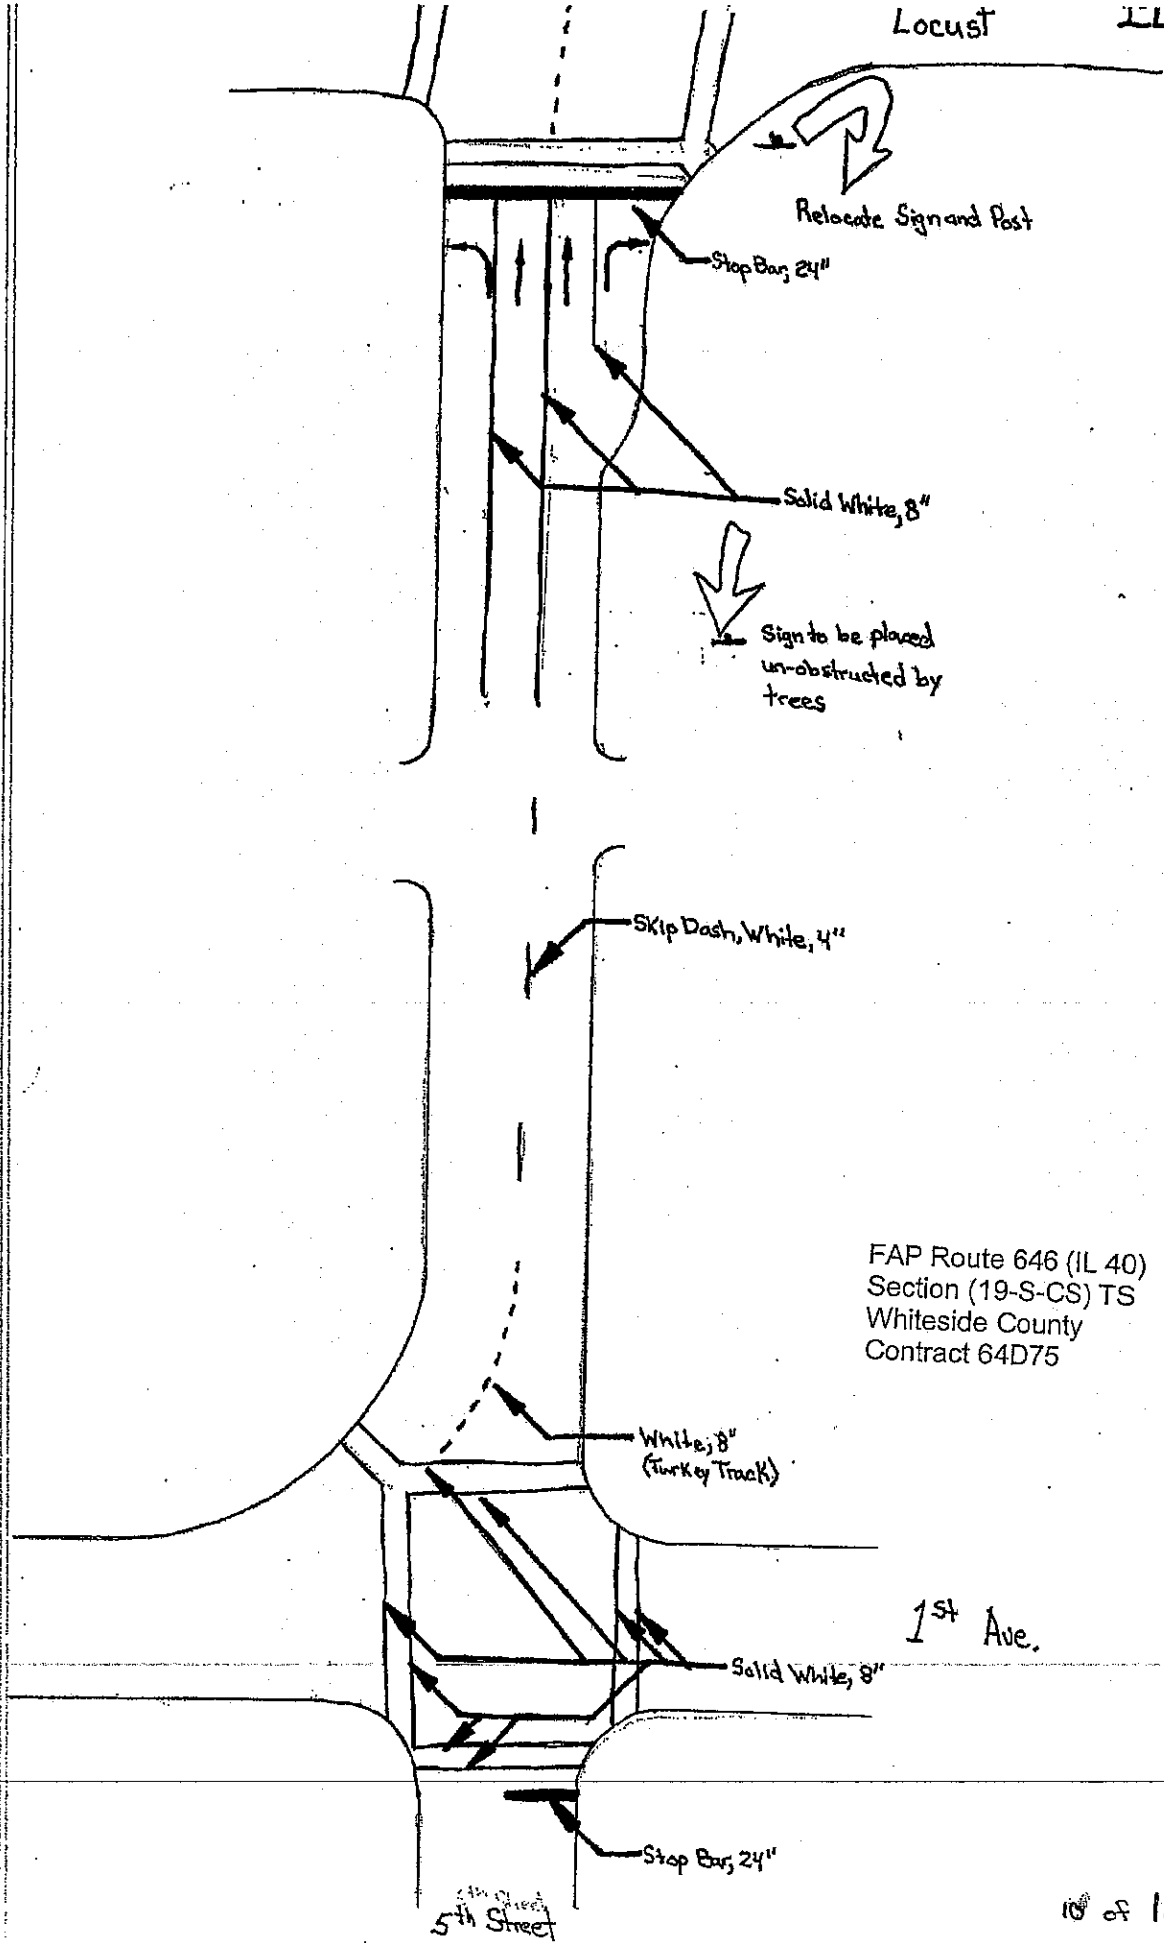 Locust
Relocate Sign and Post
Stop Bar, 24"
Solid White, 8"
Sign to be placed
un-obstructed by
trees
Skip Dash, White, 4"
FAP Route 646 (IL 40)
Section (19-S-CS) TS
Whiteside County
Contract 64D75
White, 8"
(Turkey Track)
1st Ave.
Solid White, 8"
Stop Bar, 24"
5th Street
of